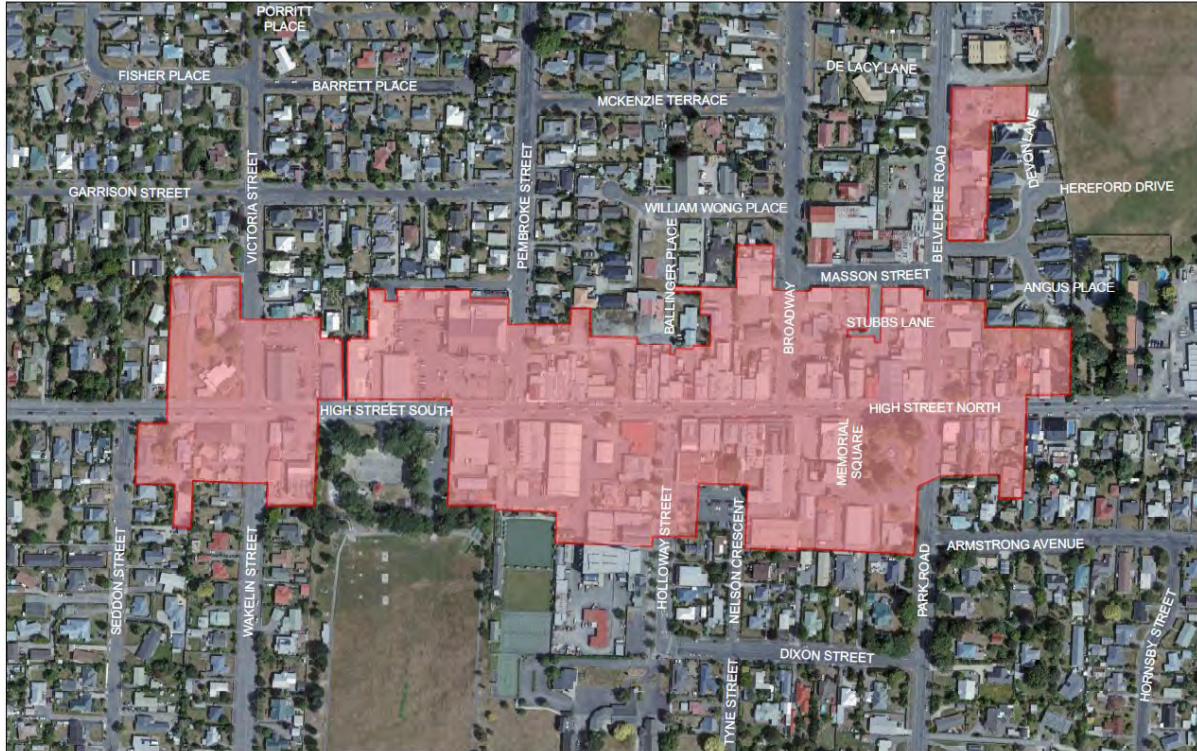 PORRITT
PLACE
FISHER PLACE
BARRETT PLACE
DE LACY LANE
MCKENZIE TERRACE
DEVON LANE
GARRISON STREET
VICTORIA STREET
PEMBROKE STREET
WILLIAM WONG PLACE
BELVEDERE ROAD
HEREFORD DRIVE
BALLINGER PLACE
MASSON STREET
ANGUS PLACE
BROADWAY
STUBBS LANE
HIGH STREET SOUTH
HIGH STREET NORTH
MEMORIAL
SQUARE
SEDDON STREET
WAKELIN STREET
HOLLOWAY STREET
NELSON CRESCENT
PARK ROAD
ARMSTRONG AVENUE
HORNSBY STREET
DIXON STREET
TYNE STREET